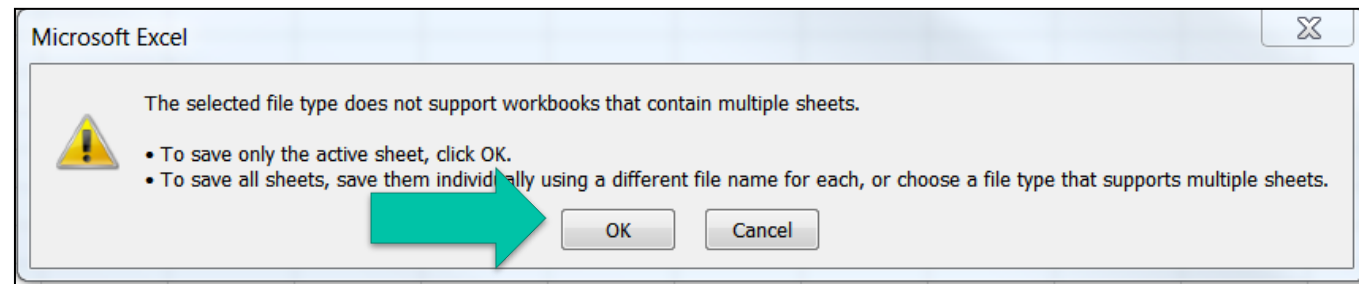 Microsoft Excel
The selected file type does not support workbooks that contain multiple sheets.
• To save only the active sheet, click OK.
• To save all sheets, save them individually using a different file name for each, or choose a file type that supports multiple sheets.
OK Cancel